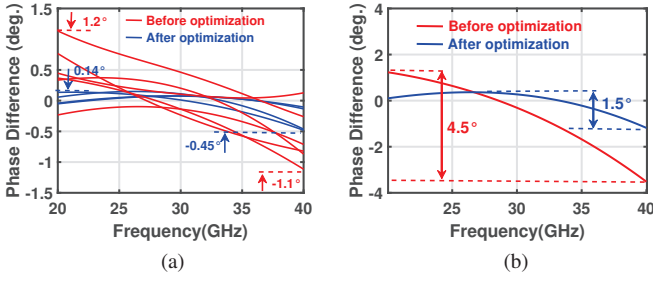 1.5
0.5
0
-0.5
-1
-1.5
20
25
30
35
40
Phase Difference (deg.)
Frequency(GHz)
1.2°
0.14°
-0.45°
-1.1°
Before optimization
After optimization
(a)
4
2
0
-2
-4
25
30
35
40
Phase Difference (deg.)
Frequency(GHz)
Before optimization
After optimization
4.5°
1.5°
(b)